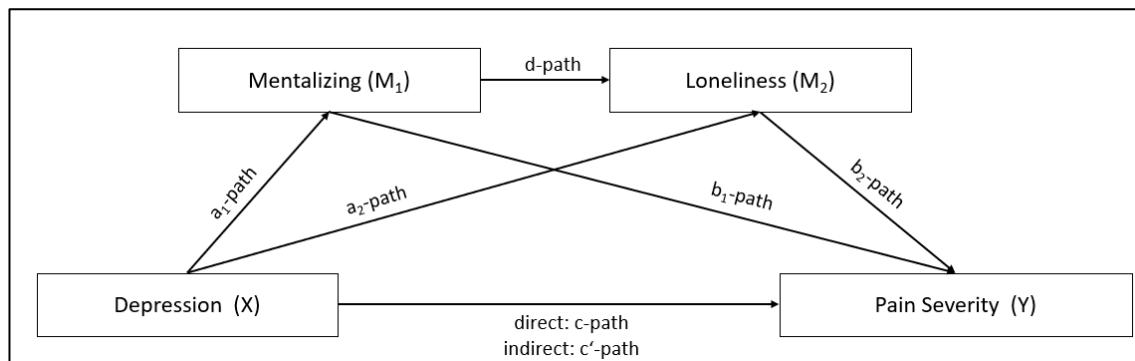 d-path
Mentalizing (M₁)
Loneliness (M₂)
a₁-path
a₂-path
b₁-path
b₂-path
Depression (X)
Pain Severity (Y)
direct: c-path
indirect: c‘-path